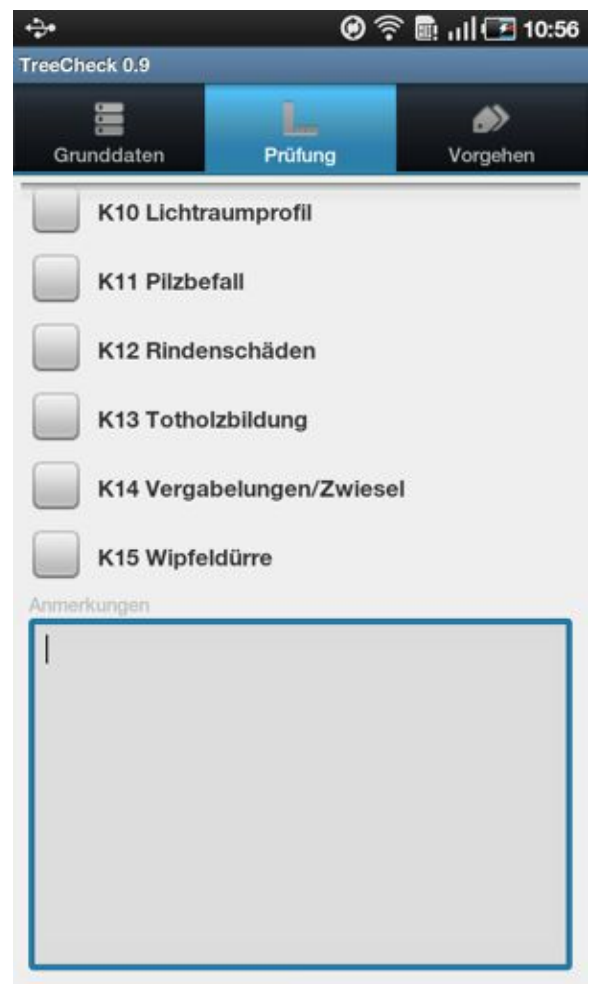 10:56
TreeCheck 0.9
Grunddaten
Prüfung
Vorgehen
K10 Lichtraumprofil
K11 Pilzbefall
K12 Rindenschäden
K13 Totholzbildung
K14 Vergabelungen/Zwiesel
K15 Wipfeldürre
Anmerkungen